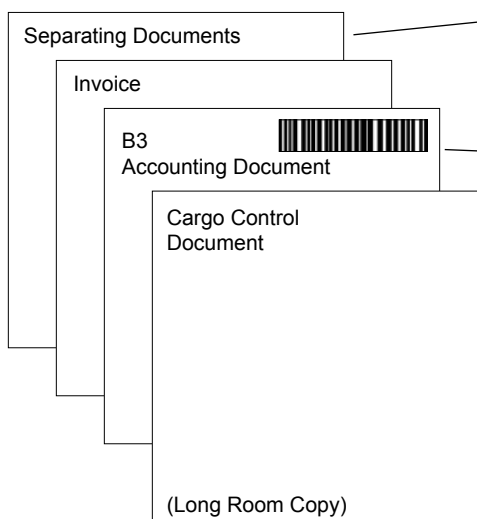 Separating Documents
Invoice
B3
Accounting Document
Cargo Control
Document
(Long Room Copy)